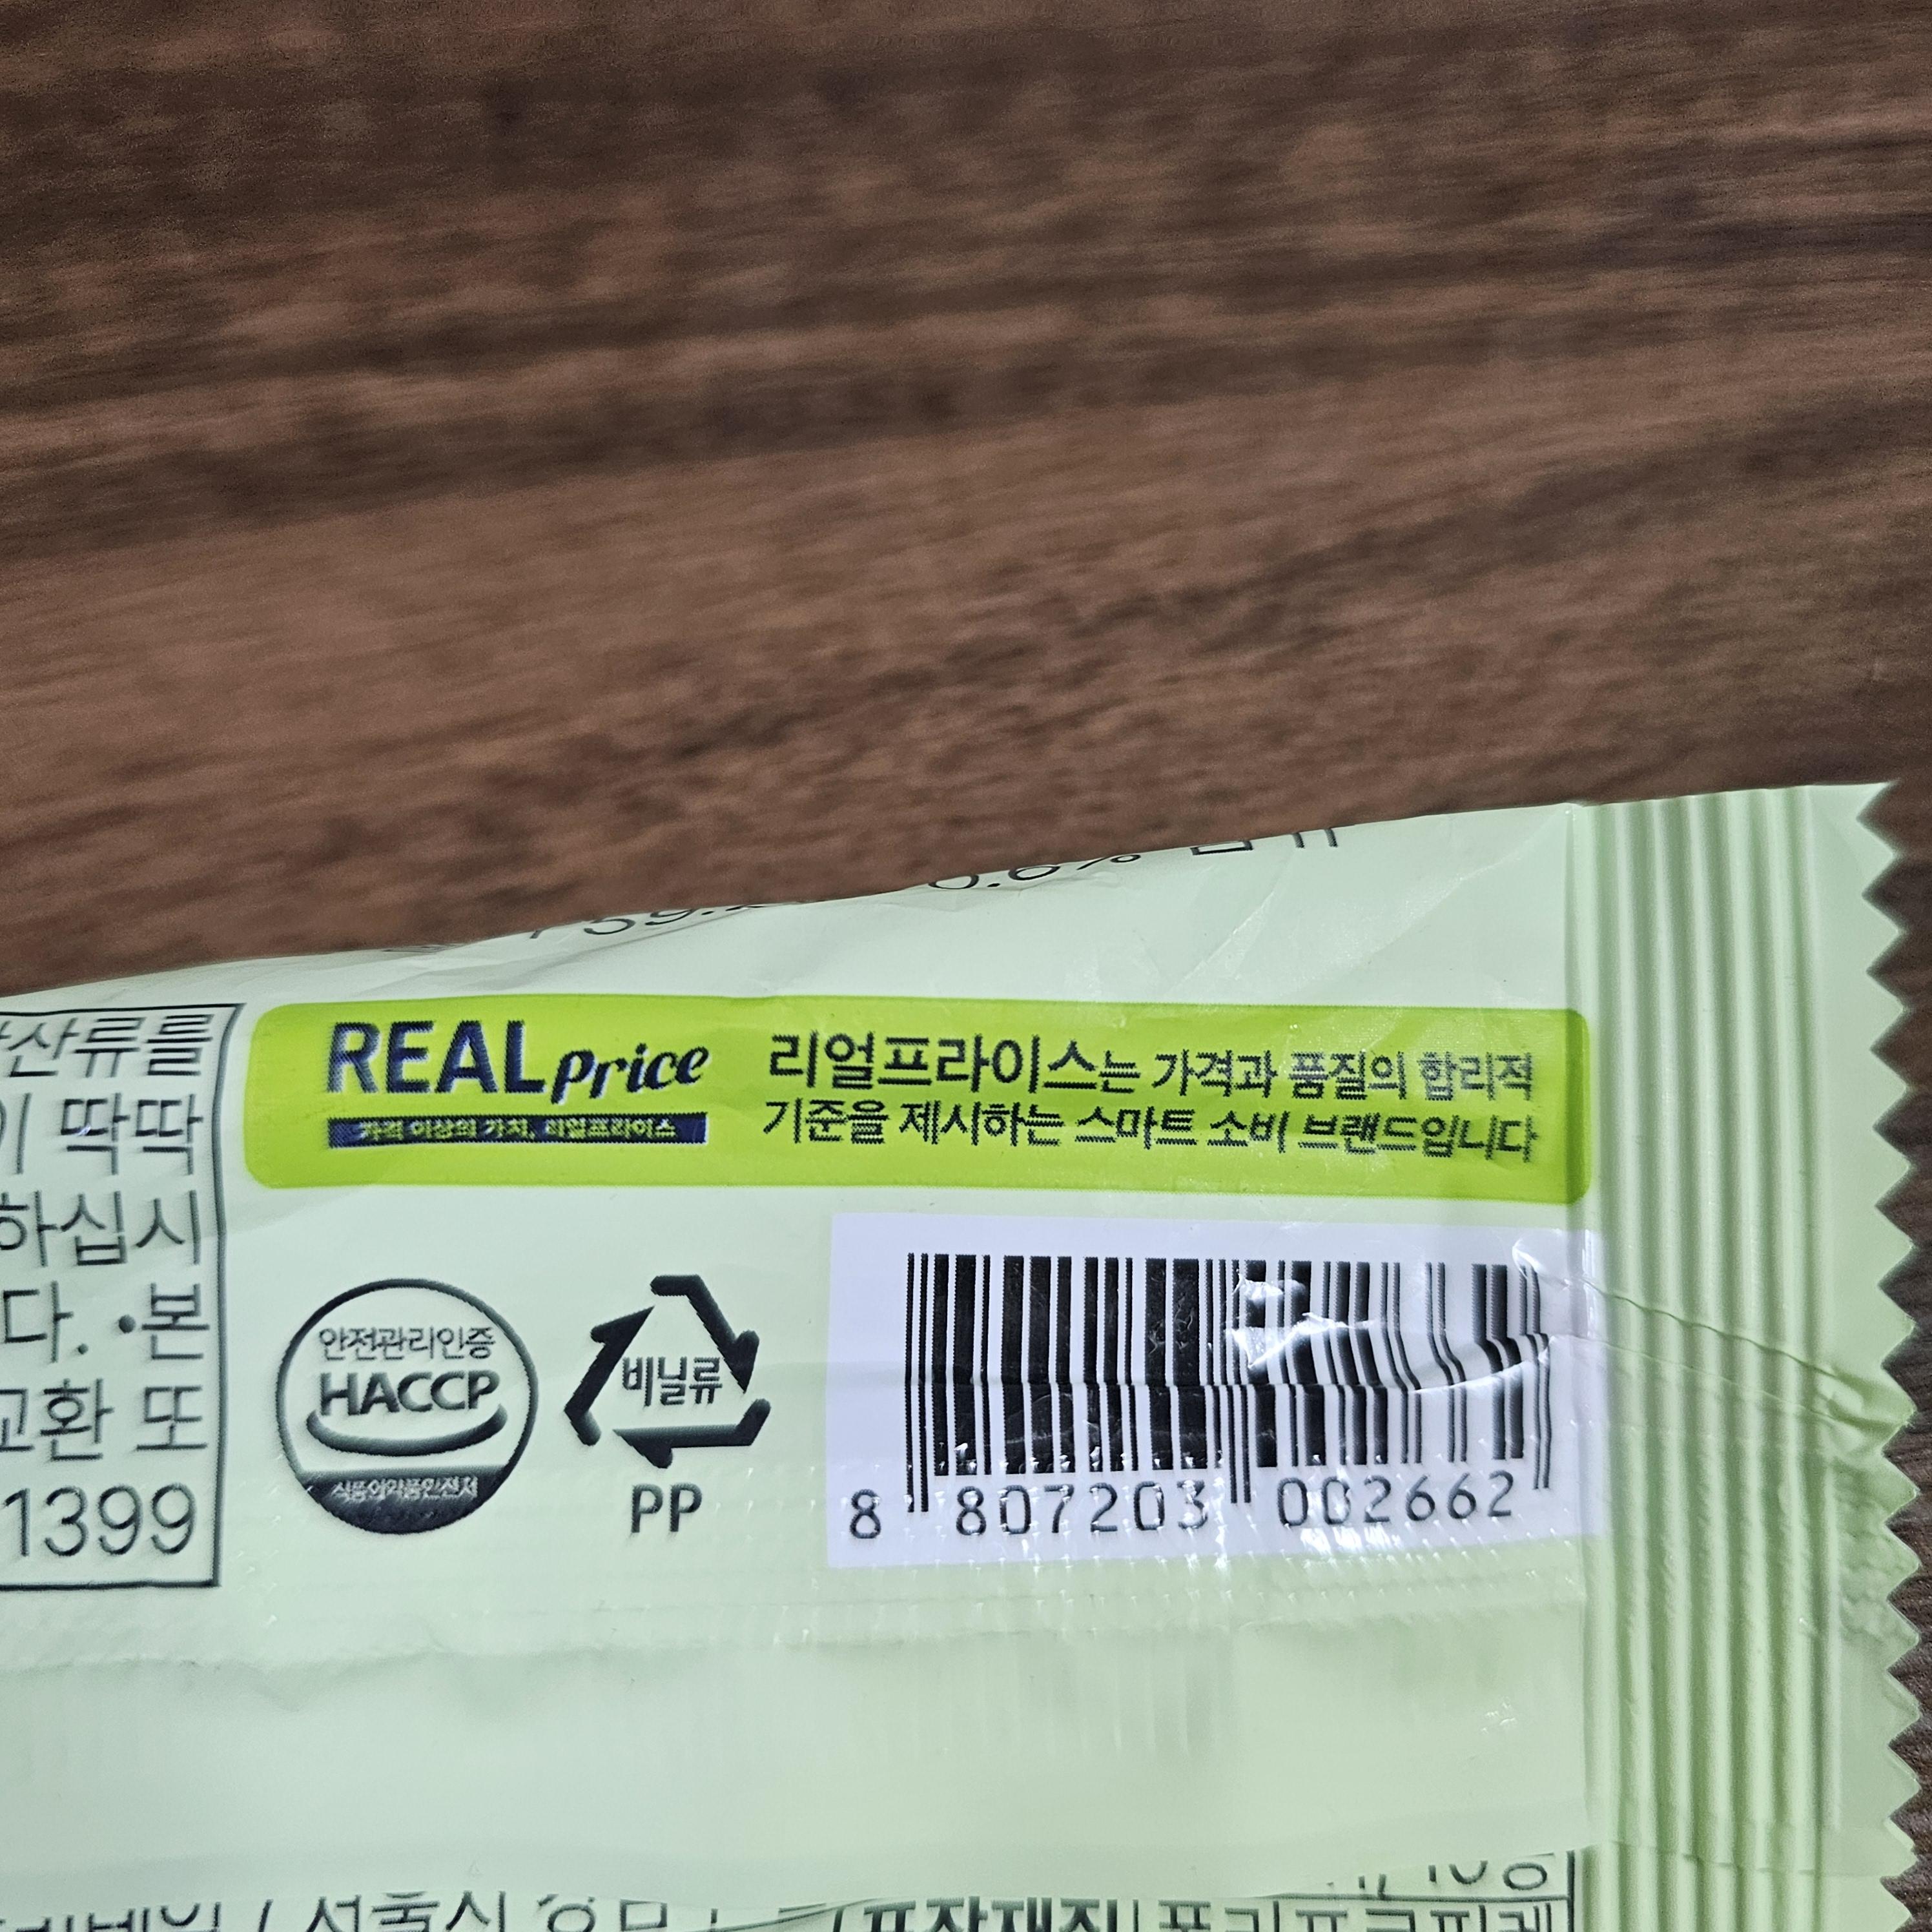 산류를
딱딱
하십시
다. •본
교환 또
1399
REAL price
가격 이상의 가치, 리얼프라이스
리얼프라이스는 가격과 품질의 합리적
기준을 제시하는 스마트 소비 브랜드입니다
안전관리인증
HACCP
식품의약품안전처
비닐류
PP
8 807203 002662